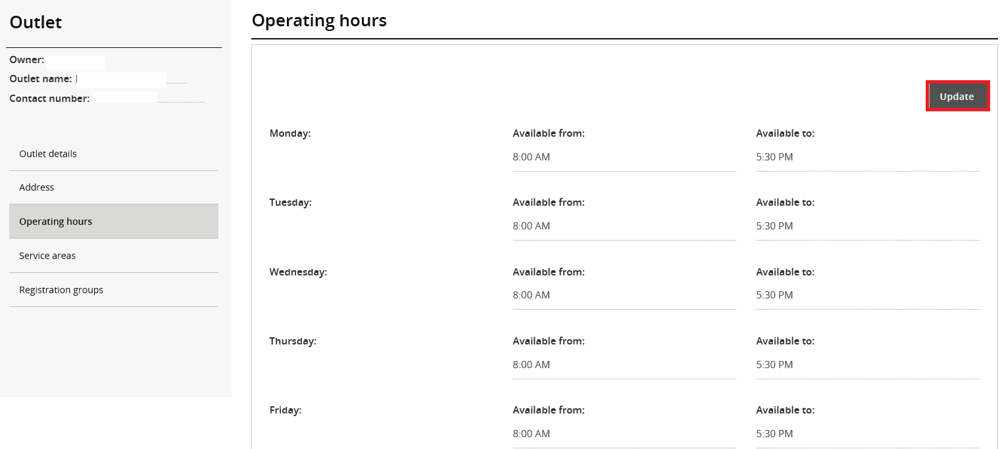 Outlet
Owner:
Outlet name:
Contact number:
Outlet details
Address
Operating hours
Service areas
Registration groups
Operating hours
Update
Monday: Available from: Available to:
8:00 AM 5:30 PM
Tuesday: Available from: Available to:
8:00 AM 5:30 PM
Wednesday: Available from: Available to:
8:00 AM 5:30 PM
Thursday: Available from: Available to:
8:00 AM 5:30 PM
Friday: Available from: Available to:
8:00 AM 5:30 PM